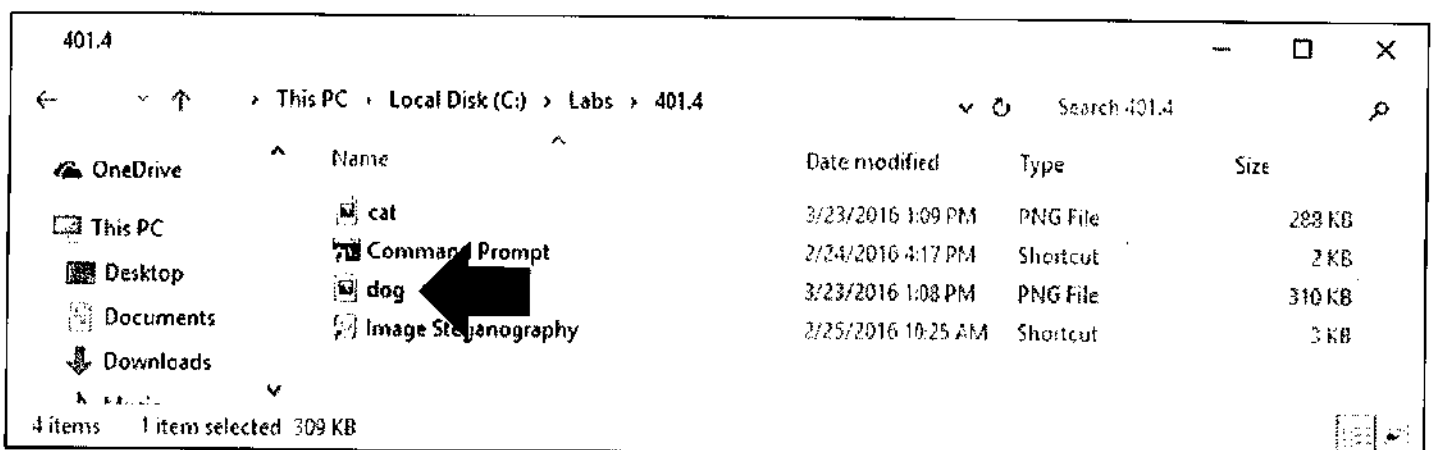 401.4
This PC › Local Disk (C:) › Labs › 401.4
Search 401.4
OneDrive
This PC
Desktop
Documents
Downloads
Name Date modified Type Size
cat 3/23/2016 1:09 PM PNG File 288 KB
Command Prompt 2/24/2016 4:17 PM Shortcut 2 KB
dog 3/23/2016 1:08 PM PNG File 310 KB
Image Steganography 2/25/2016 10:25 AM Shortcut 3 KB
4 items 1 item selected 309 KB